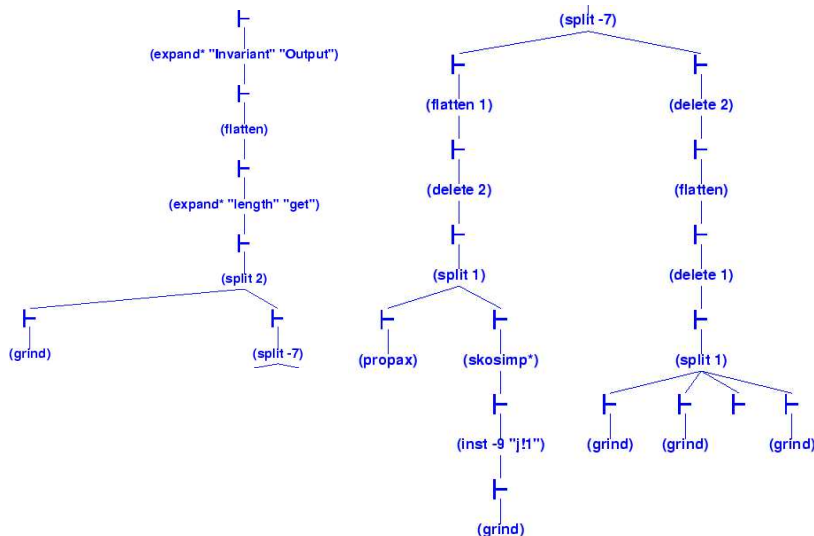 (expand* "Invariant" "Output")
(flatten)
(expand* "length" "get")
(split 2)
(grind)
(split -7)
(split -7)
(flatten 1)
(delete 2)
(split 1)
(propax)
(skosimp*)
(inst -9 "j!1")
(grind)
(delete 2)
(flatten)
(delete 1)
(split 1)
(grind)
(grind)
(grind)